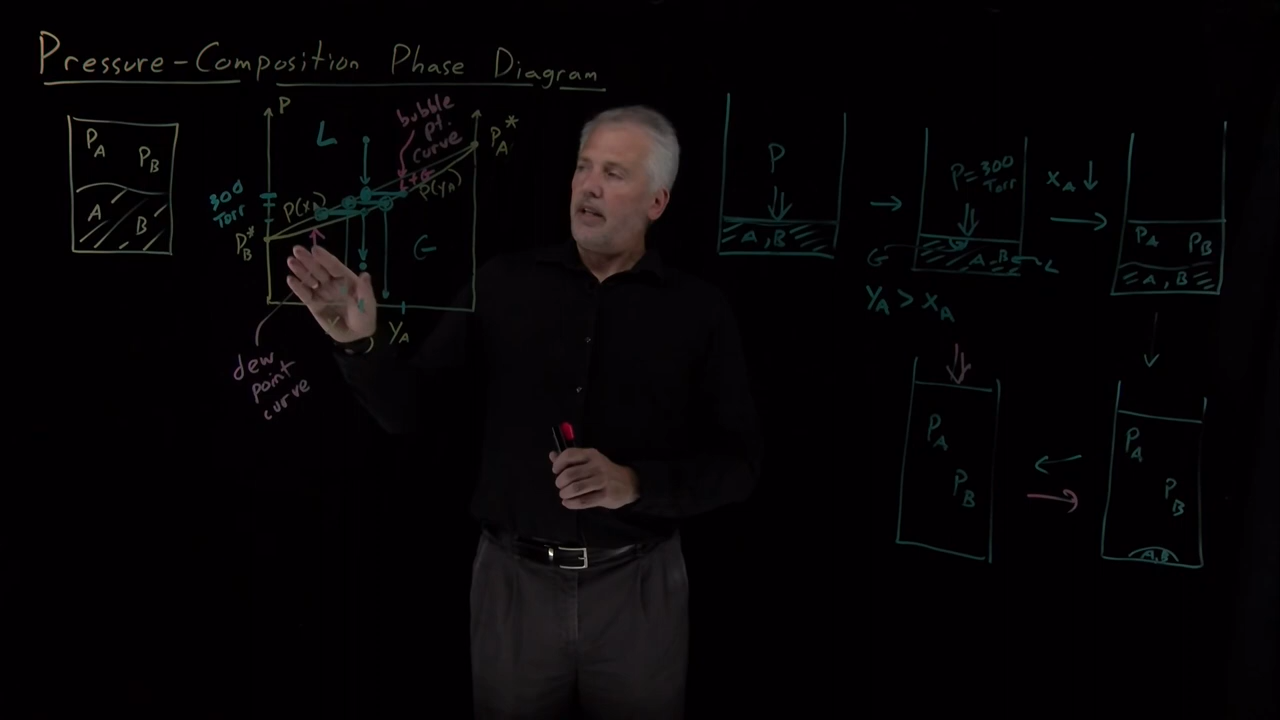 Pressure-Composition Phase Diagram
P_A
P_B
A
B
P
L
bubble
pt.
curve
P_A*
L+G
300
Torr
P(x_A
P(y_A)
P_B*
G
Y_A
dew
point
curve
P
A, B
P=300
Torr
G
A, B
L
Y_A > X_A
X_A ↓
P_A P_B
A, B
P_A
P_B
P_A
P_B
A,B